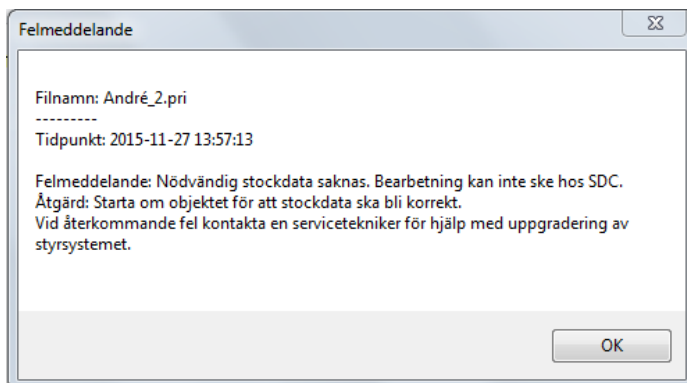 Felmeddelande
Filnamn: André_2.pri
---------
Tidpunkt: 2015-11-27 13:57:13
Felmeddelande: Nödvändig stockdata saknas. Bearbetning kan inte ske hos SDC.
Åtgärd: Starta om objektet för att stockdata ska bli korrekt.
Vid återkommande fel kontakta en servicetekniker för hjälp med uppgradering av
styrsystemet.
OK